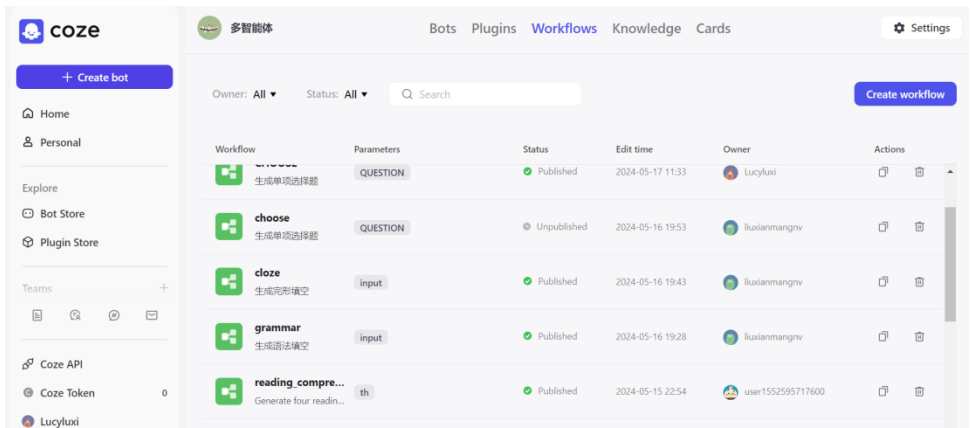 coze
多智能体
Bots Plugins Workflows Knowledge Cards
Settings
+ Create bot
Home
Personal
Explore
Bot Store
Plugin Store
Teams
Coze API
Coze Token 0
Lucyluxi
Owner: All Status: All Search
Create workflow
Workflow Parameters Status Edit time Owner Actions
QUESTION Published 2024-05-17 11:33 Lucyluxi
生成单项选择题
choose
QUESTION Unpublished 2024-05-16 19:53 liuxianmangnv
生成单项选择题
cloze
input Published 2024-05-16 19:43 liuxianmangnv
生成完形填空
grammar
input Published 2024-05-16 19:28 liuxianmangnv
生成语法填空
reading_compre...
th Published 2024-05-15 22:54 user1552595717600
Generate four readin...